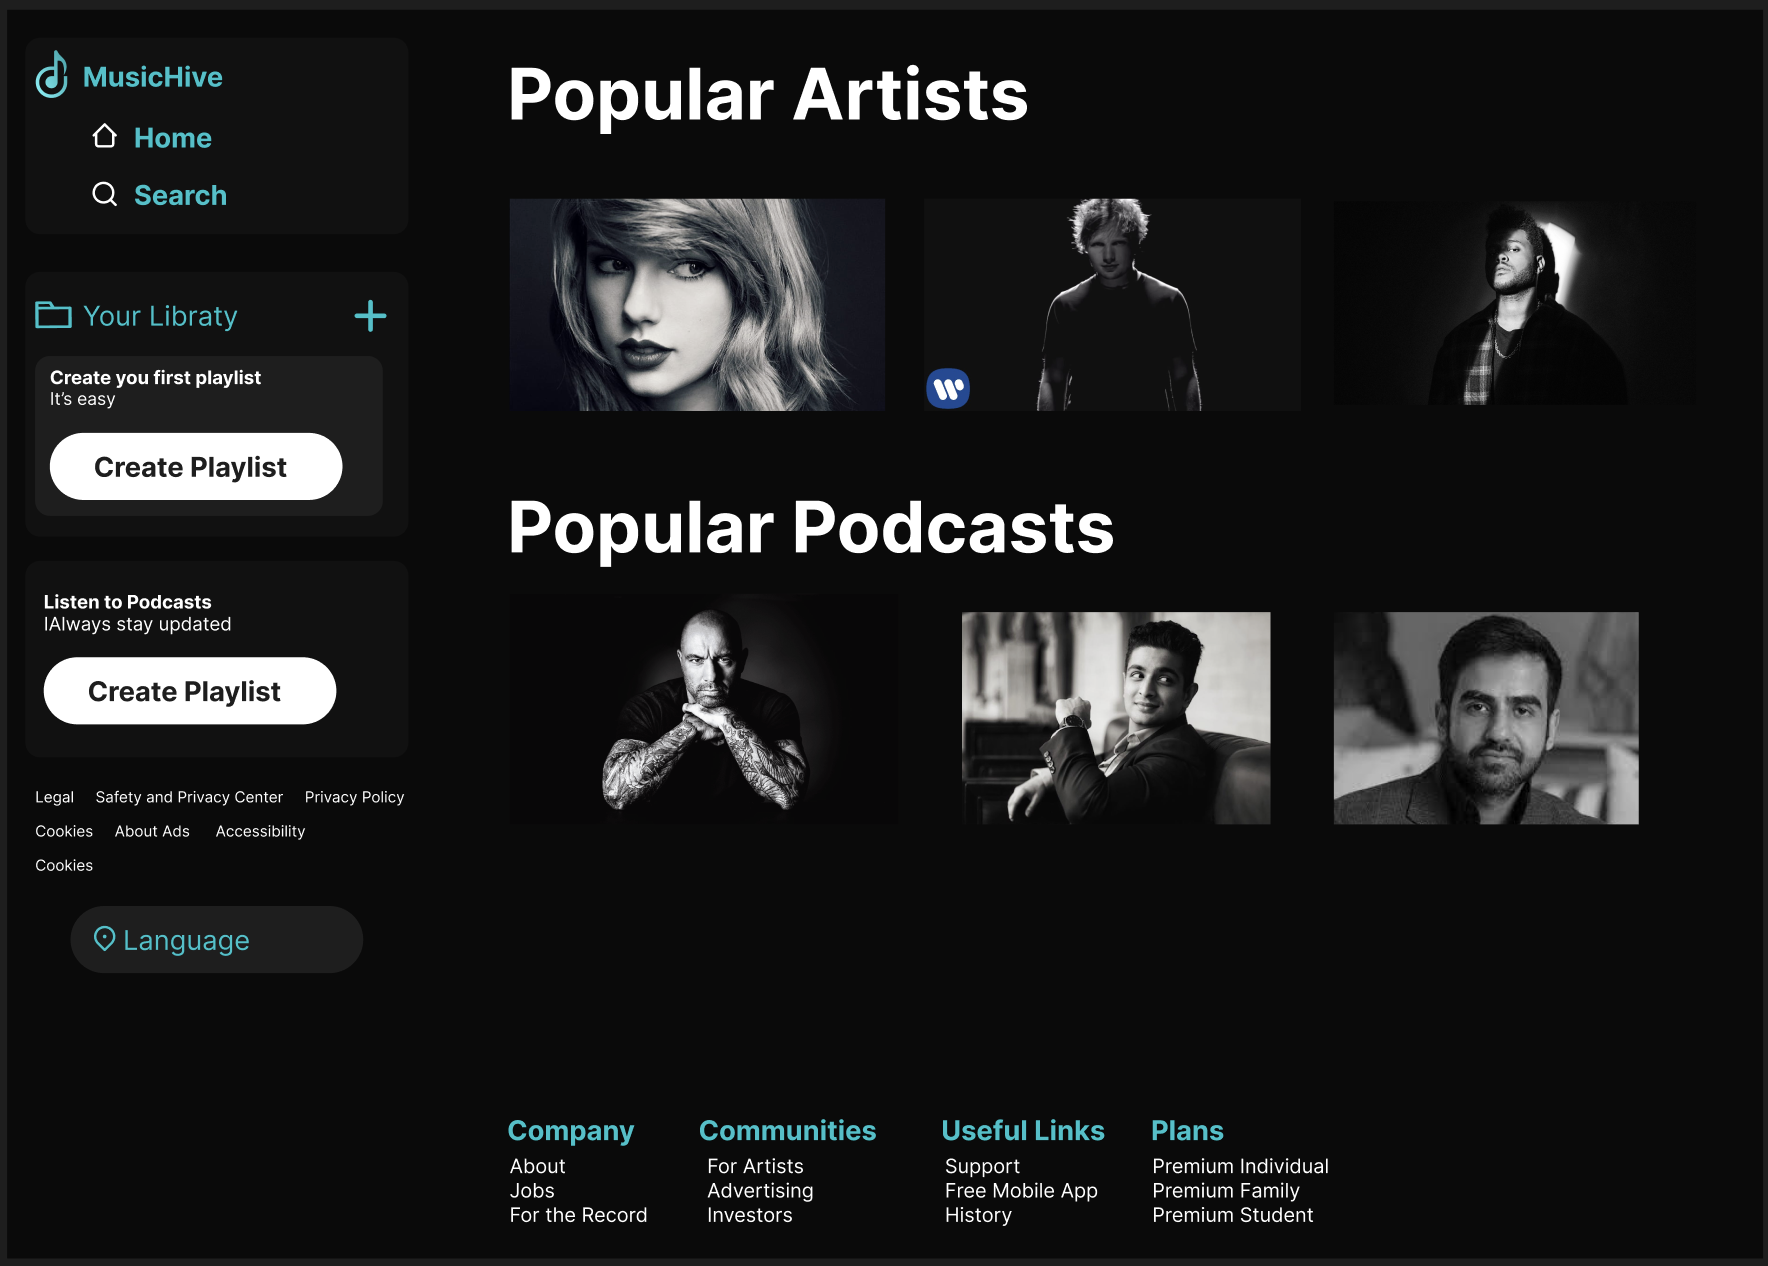 MusicHive
Home
Search
Your Libraty
Create you first playlist
It's easy
Create Playlist
Listen to Podcasts
IAlways stay updated
Create Playlist
Legal Safety and Privacy Center Privacy Policy
Cookies About Ads Accessibility
Cookies
Language
Popular Artists
Popular Podcasts
Company
About
Jobs
For the Record
Communities
For Artists
Advertising
Investors
Useful Links
Support
Free Mobile App
History
Plans
Premium Individual
Premium Family
Premium Student